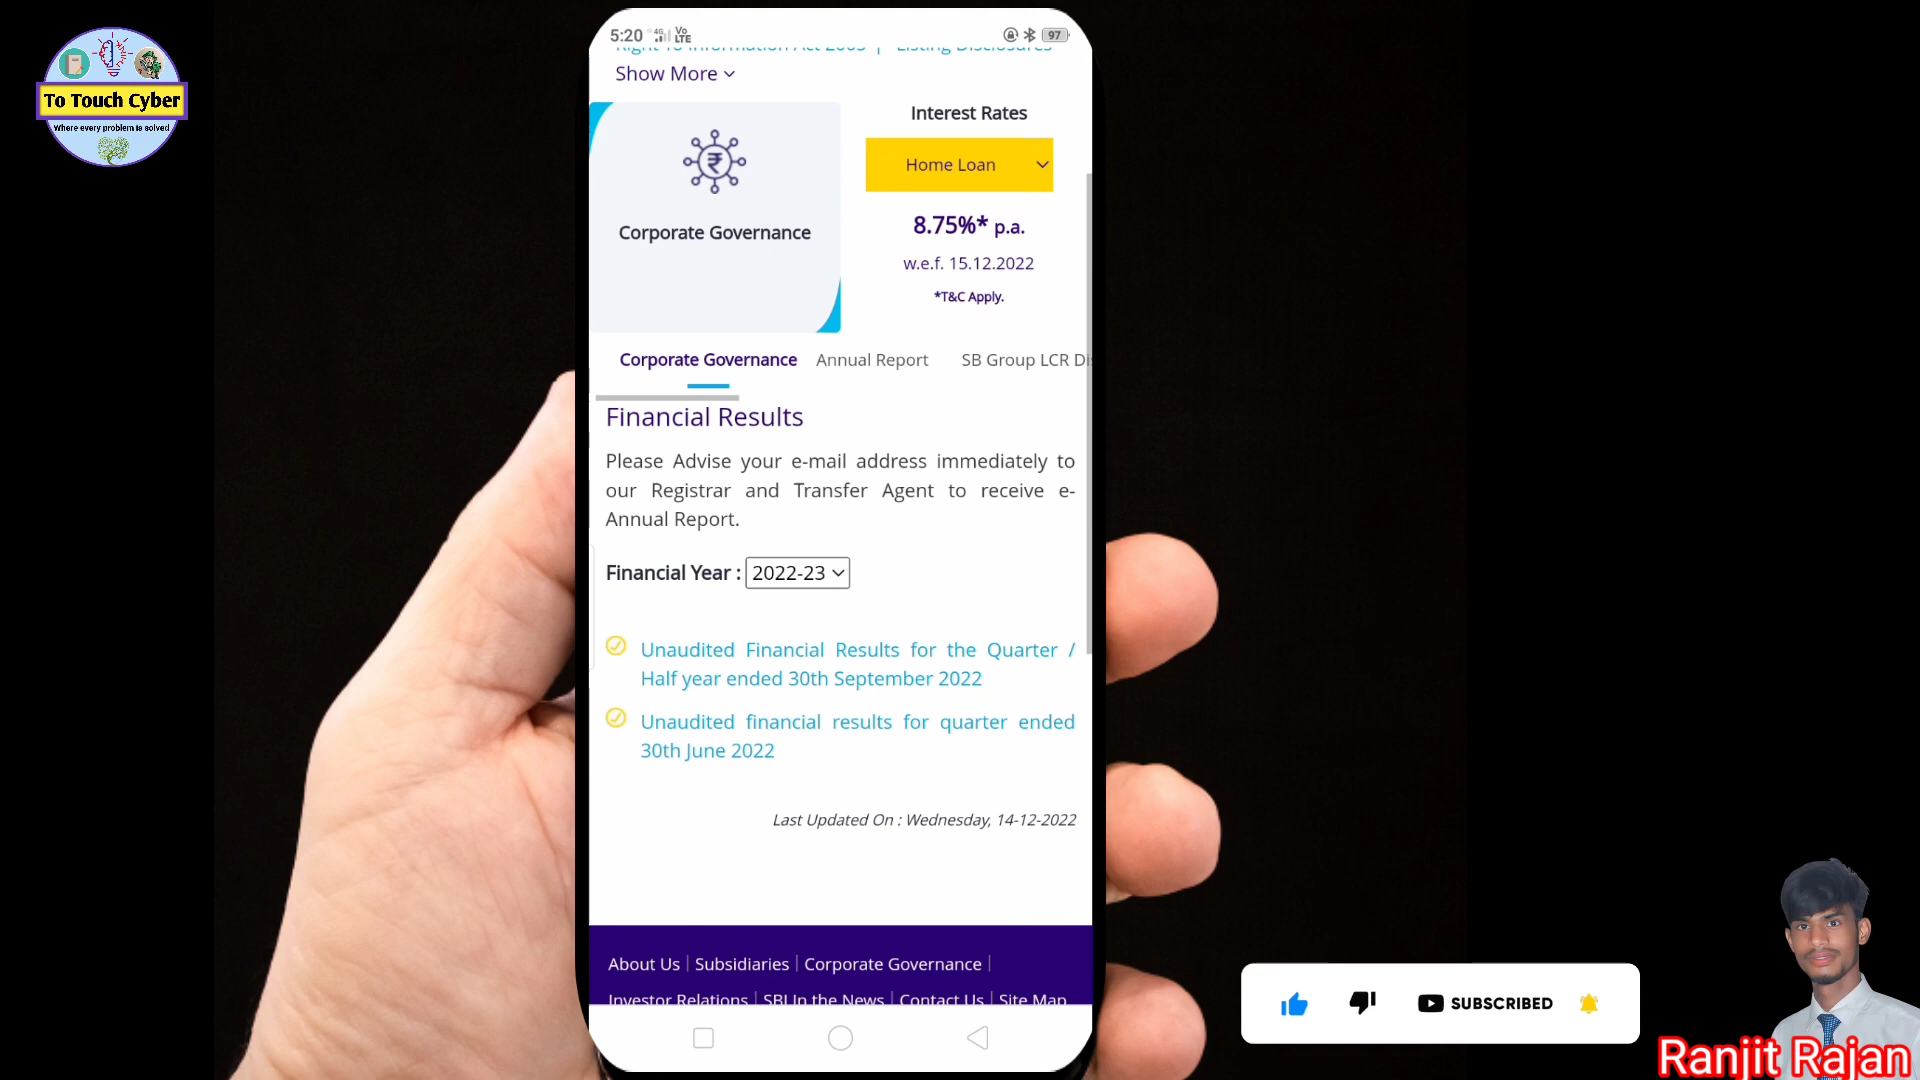 To Touch Cyber
Where every problem is solved
5:20 4G Vo LTE 97
Right To Information Act 2005 | Listing Disclosures
Show More
Corporate Governance
Interest Rates
Home Loan
8.75%* p.a.
w.e.f. 15.12.2022
*T&C Apply.
Corporate Governance Annual Report SB Group LCR Di
Financial Results
Please Advise your e-mail address immediately to
our Registrar and Transfer Agent to receive e-
Annual Report.
Financial Year : 2022-23
Unaudited Financial Results for the Quarter /
Half year ended 30th September 2022
Unaudited financial results for quarter ended
30th June 2022
Last Updated On : Wednesday, 14-12-2022
About Us | Subsidiaries | Corporate Governance |
Investor Relations | SBI In the News | Contact Us | Site Map
SUBSCRIBED
Ranjit Rajan